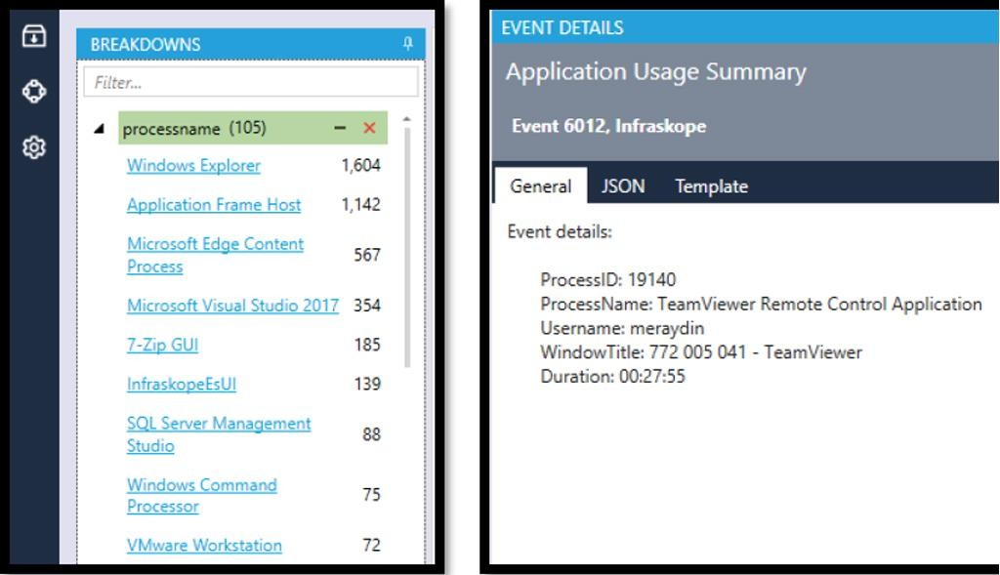 BREAKDOWNS
Filter...
processname (105)
Windows Explorer 1,604
Application Frame Host 1,142
Microsoft Edge Content
Process 567
Microsoft Visual Studio 2017 354
7-Zip GUI 185
InfraskopeEsUI 139
SQL Server Management
Studio 88
Windows Command
Processor 75
VMware Workstation 72
EVENT DETAILS
Application Usage Summary
Event 6012, Infraskope
General JSON Template
Event details:
ProcessID: 19140
ProcessName: TeamViewer Remote Control Application
Username: meraydin
WindowTitle: 772 005 041 - TeamViewer
Duration: 00:27:55